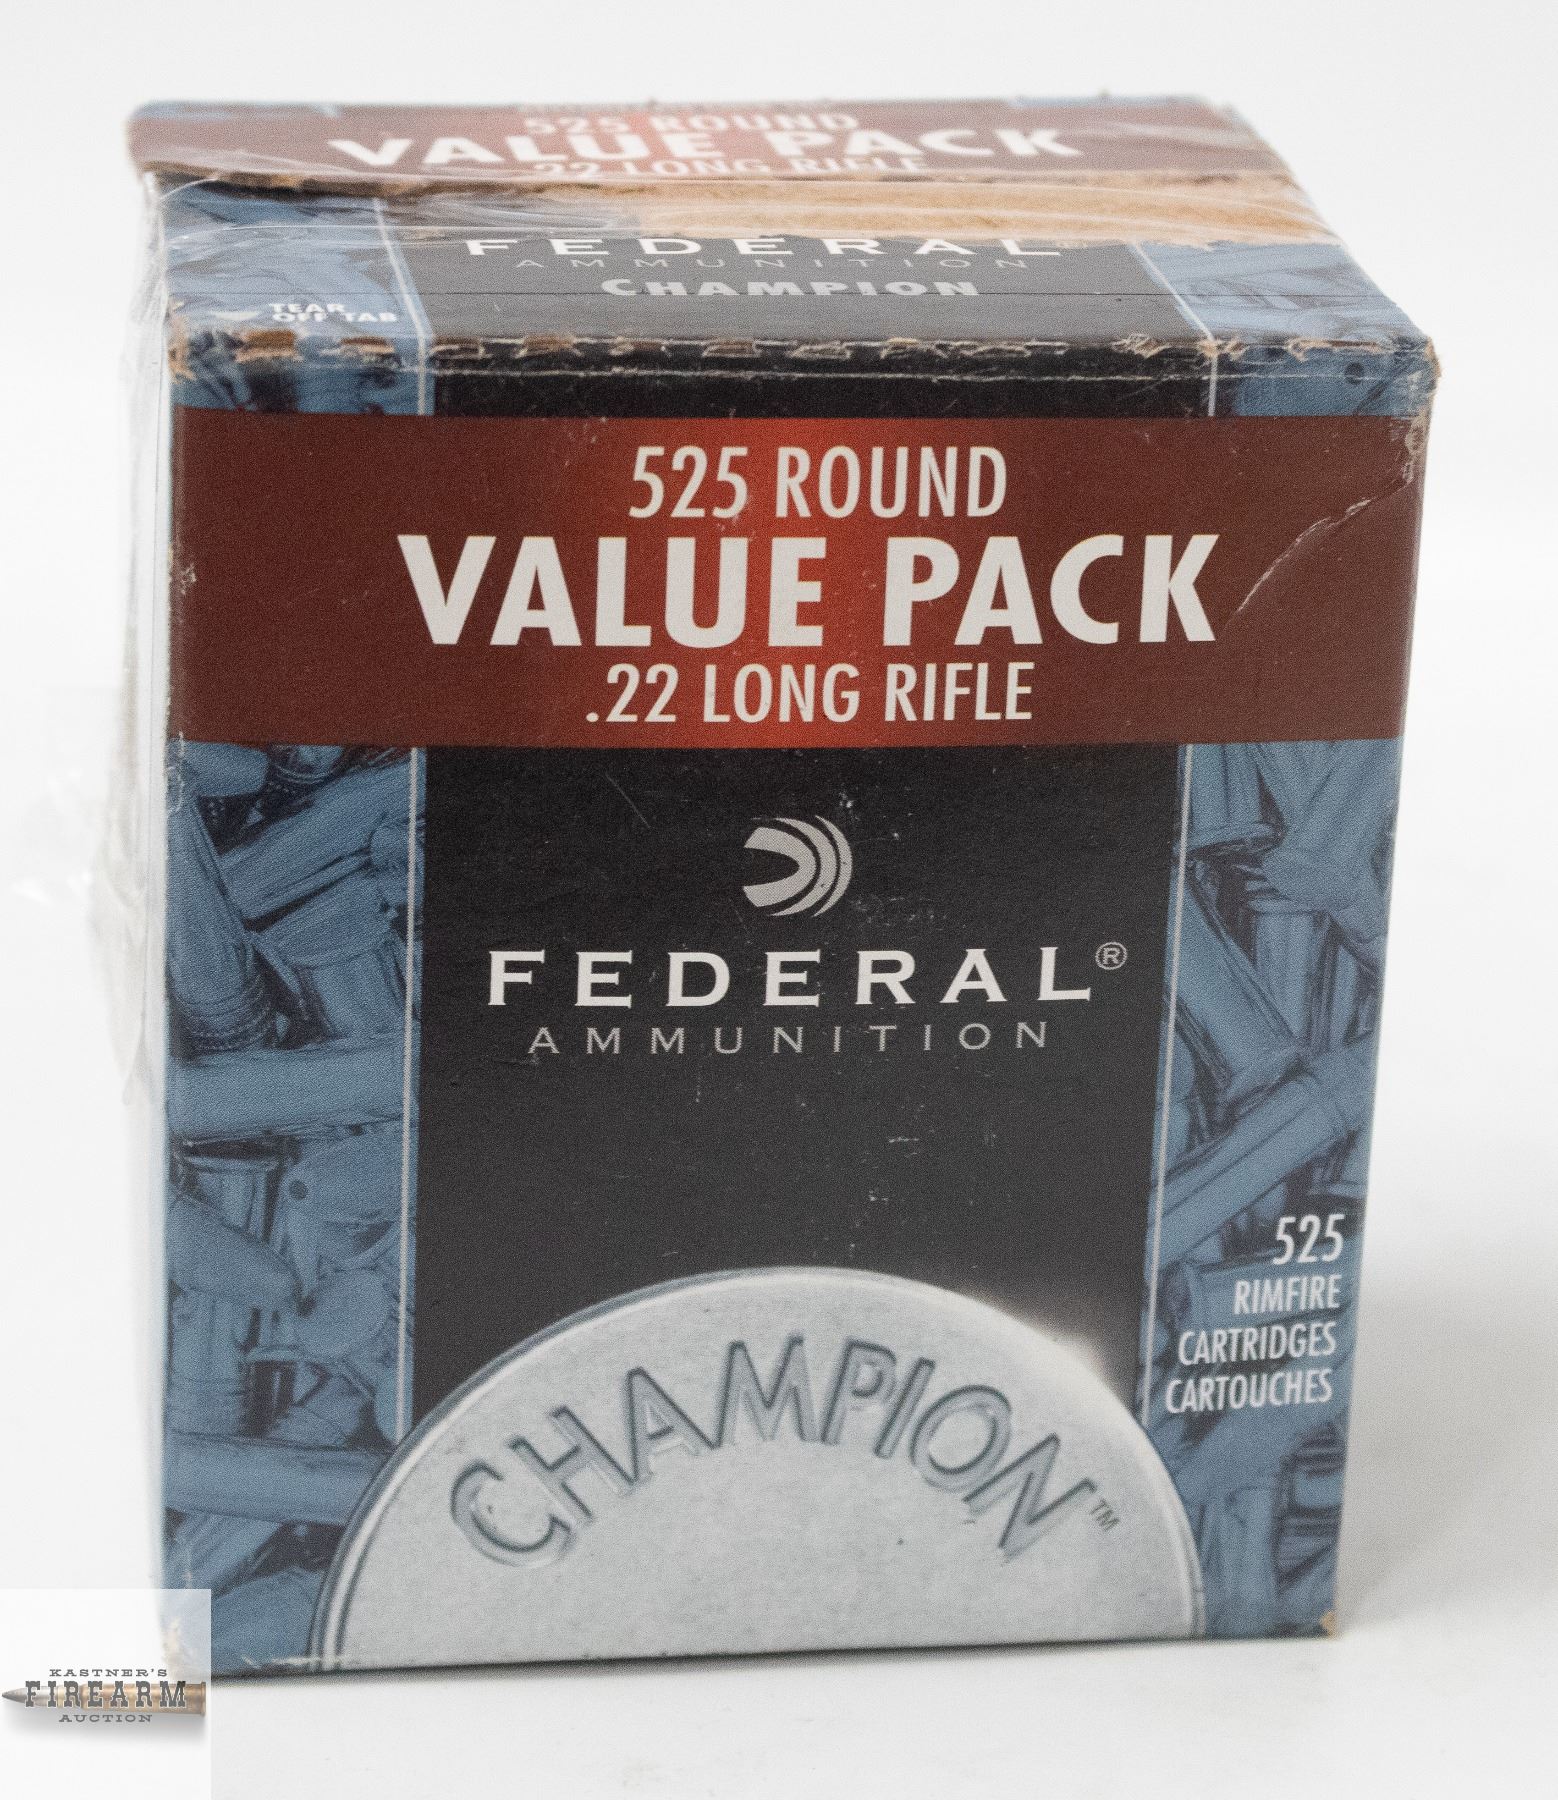 525 ROUND
VALUE PACK
.22 LONG RIFLE
FEDERAL®
AMMUNITION
CHAMPION
TEAR
OFF TAB
525 ROUND
VALUE PACK
.22 LONG RIFLE
FEDERAL®
AMMUNITION
525
RIMFIRE
CARTRIDGES
CARTOUCHES
CHAMPION™
KASTNER'S
FIREARM
AUCTION